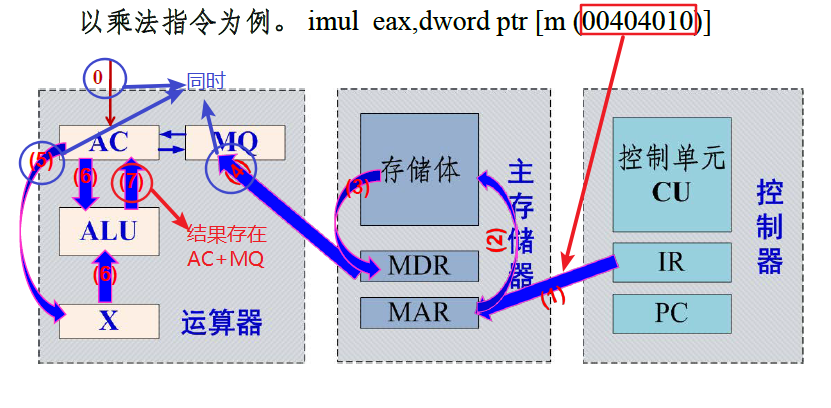 以乘法指令为例。 imul eax,dword ptr [m (00404010)]
0
同时
AC
MQ
(5)
(6)
(7)
(4)
ALU
结果存在
AC+MQ
(6)
X
运算器
存储体
(3)
(2)
主存储器
MDR
MAR
(1)
控制单元
CU
IR
PC
控制器